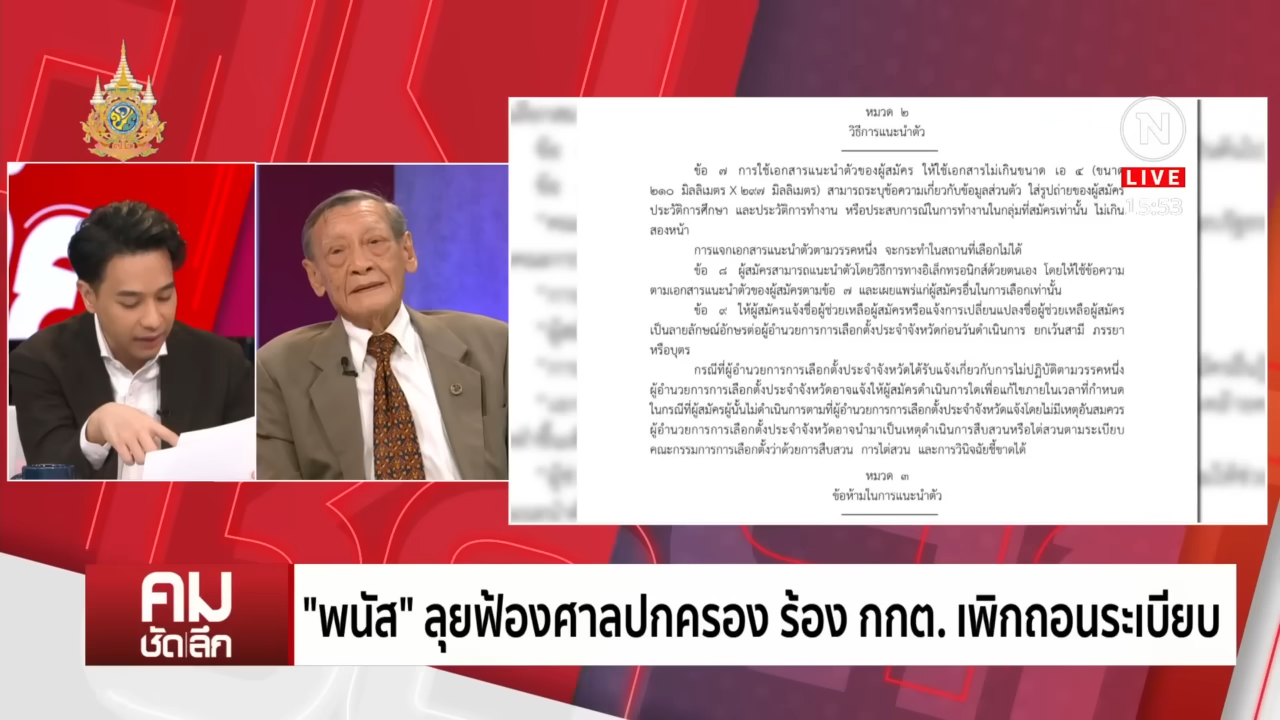 หมวด ๒
วิธีการแนะนำตัว
ข้อ ๗ การใช้เอกสารแนะนำตัวของผู้สมัคร ให้ใช้เอกสารไม่เกินขนาด เอ ๔ (ขนาด
๒๑๐ มิลลิเมตร X ๒๙๗ มิลลิเมตร) สามารถระบุข้อความเกี่ยวกับข้อมูลส่วนตัว ใส่รูปถ่ายของผู้สมัคร
ประวัติการศึกษา และประวัติการทำงาน หรือประสบการณ์ในการทำงานในกลุ่มที่สมัครเท่านั้น ไม่เกิน
สองหน้า
การแจกเอกสารแนะนำตัวตามวรรคหนึ่ง จะกระทำในสถานที่เลือกไม่ได้
ข้อ ๘ ผู้สมัครสามารถแนะนำตัวโดยวิธีการทางอิเล็กทรอนิกส์ด้วยตนเอง โดยให้ใช้ข้อความ
ตามเอกสารแนะนำตัวของผู้สมัครตามข้อ ๗ และเผยแพร่แก่ผู้สมัครอื่นในการเลือกเท่านั้น
ข้อ ๙ ให้ผู้สมัครแจ้งชื่อผู้ช่วยเหลือผู้สมัครหรือแจ้งการเปลี่ยนแปลงชื่อผู้ช่วยเหลือผู้สมัคร
เป็นลายลักษณ์อักษรต่อผู้อำนวยการการเลือกตั้งประจำจังหวัดก่อนวันดำเนินการ ยกเว้นสามี ภรรยา
หรือบุตร
กรณีที่ผู้อำนวยการการเลือกตั้งประจำจังหวัดได้รับแจ้งเกี่ยวกับการไม่ปฏิบัติตามวรรคหนึ่ง
ผู้อำนวยการการเลือกตั้งประจำจังหวัดอาจแจ้งให้ผู้สมัครดำเนินการใดเพื่อแก้ไขภายในเวลาที่กำหนด
ในกรณีที่ผู้สมัครผู้นั้นไม่ดำเนินการตามที่ผู้อำนวยการการเลือกตั้งประจำจังหวัดแจ้งโดยไม่มีเหตุอันสมควร
ผู้อำนวยการการเลือกตั้งประจำจังหวัดอาจนำมาเป็นเหตุดำเนินการสืบสวนหรือไต่สวนตามระเบียบ
คณะกรรมการการเลือกตั้งว่าด้วยการสืบสวน การไต่สวน และการวินิจฉัยชี้ขาดได้
หมวด ๓
ข้อห้ามในการแนะนำตัว
N
LIVE
15:53
คม
ชัด|ลึก
"พนัส" ลุยฟ้องศาลปกครอง ร้อง กกต. เพิกถอนระเบียบ